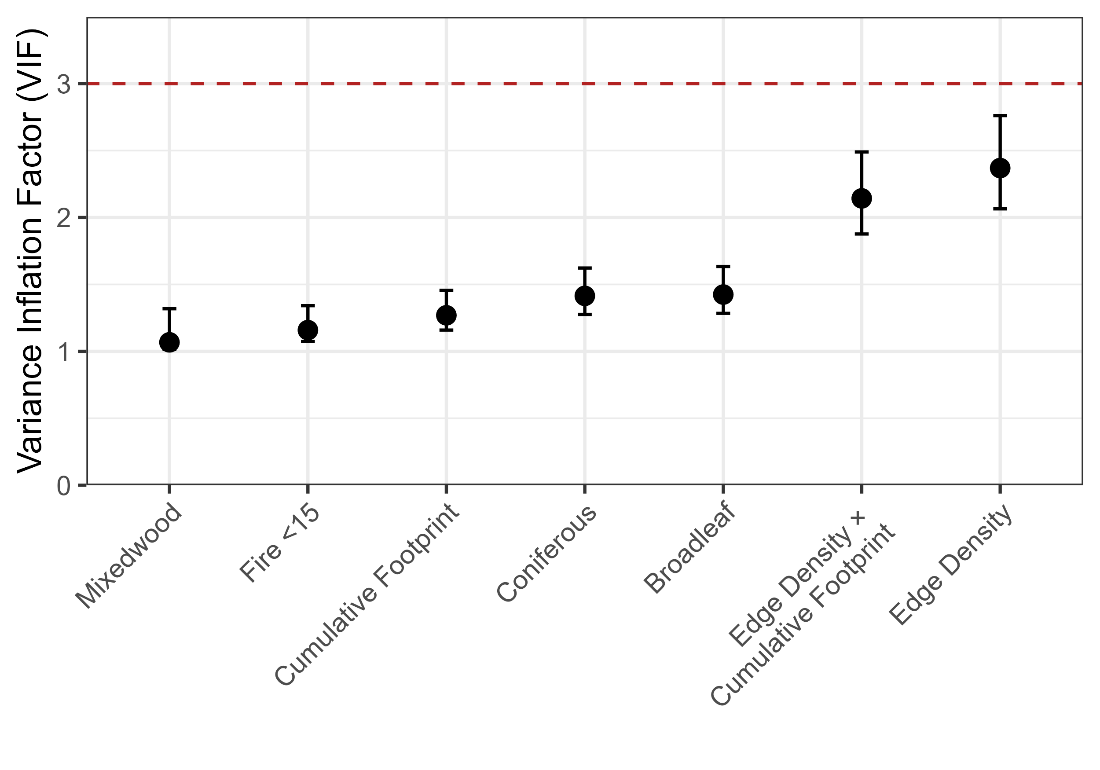 Variance Inflation Factor (VIF)
3
2
1
0
Mixedwood
Fire <15
Cumulative Footprint
Coniferous
Broadleaf
Edge Density ×
Cumulative Footprint
Edge Density